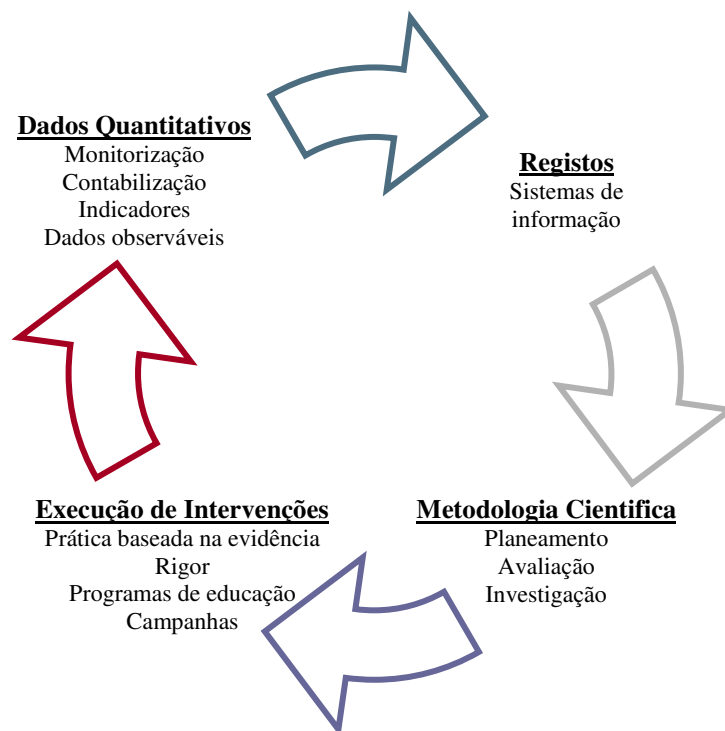 Dados Quantitativos
Monitorização
Contabilização
Indicadores
Dados observáveis
Registos
Sistemas de
informação
Metodologia Cientifica
Planeamento
Avaliação
Investigação
Execução de Intervenções
Prática baseada na evidência
Rigor
Programas de educação
Campanhas